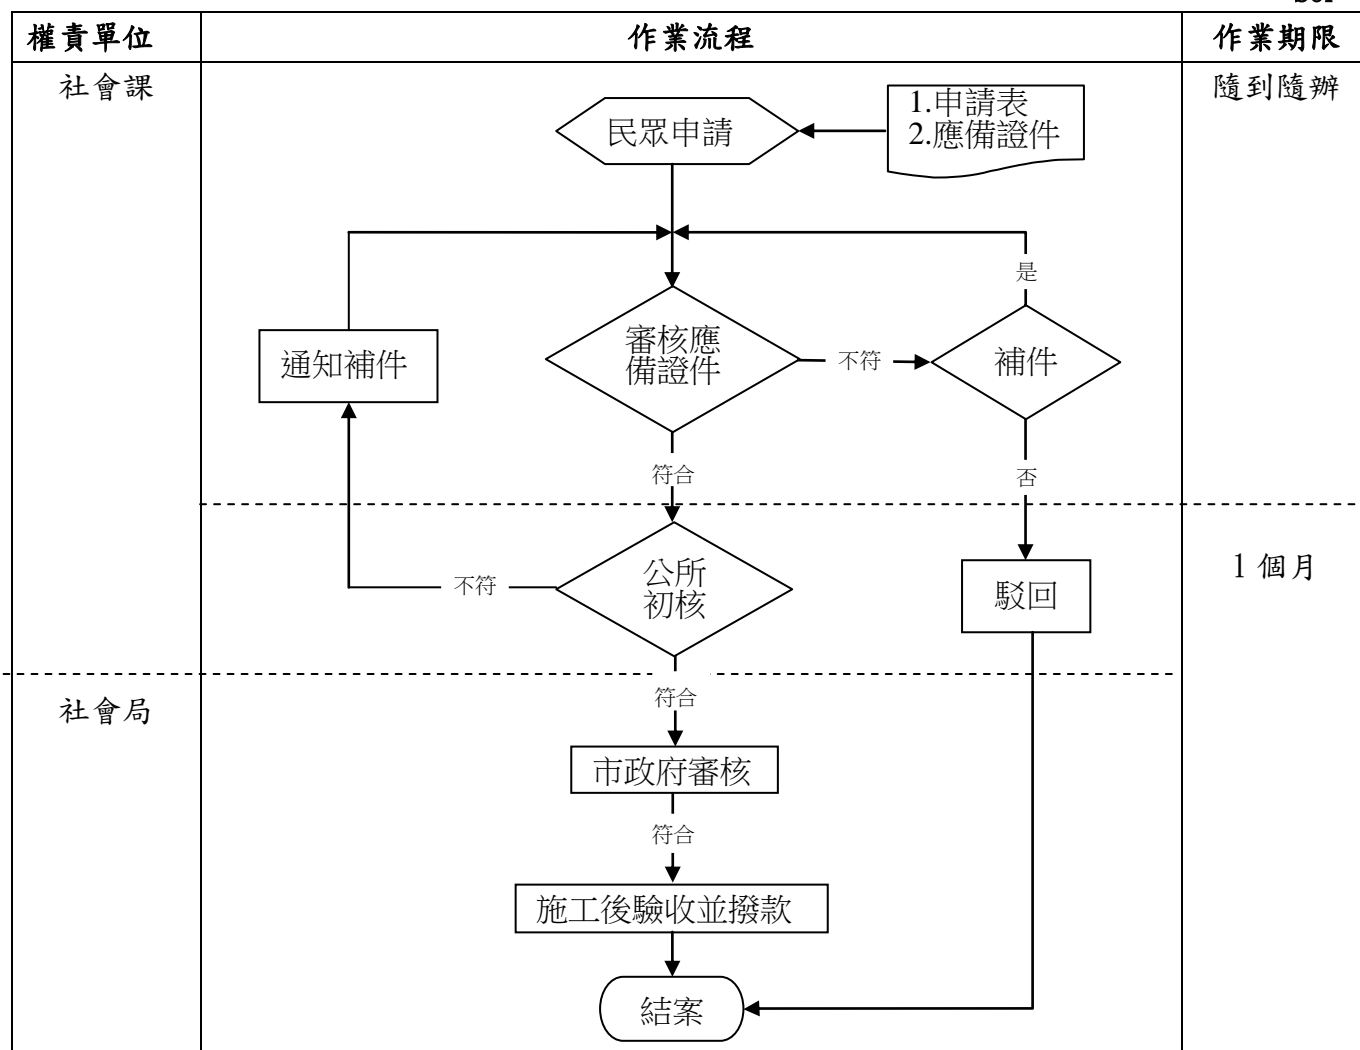 權責單位
作業流程
作業期限
社會課
隨到隨辦
民眾申請
1.申請表
2.應備證件
是
通知補件
審核應
備證件
不符
補件
符合
否
不符
公所
初核
駁回
1 個月
社會局
符合
市政府審核
符合
施工後驗收並撥款
結案